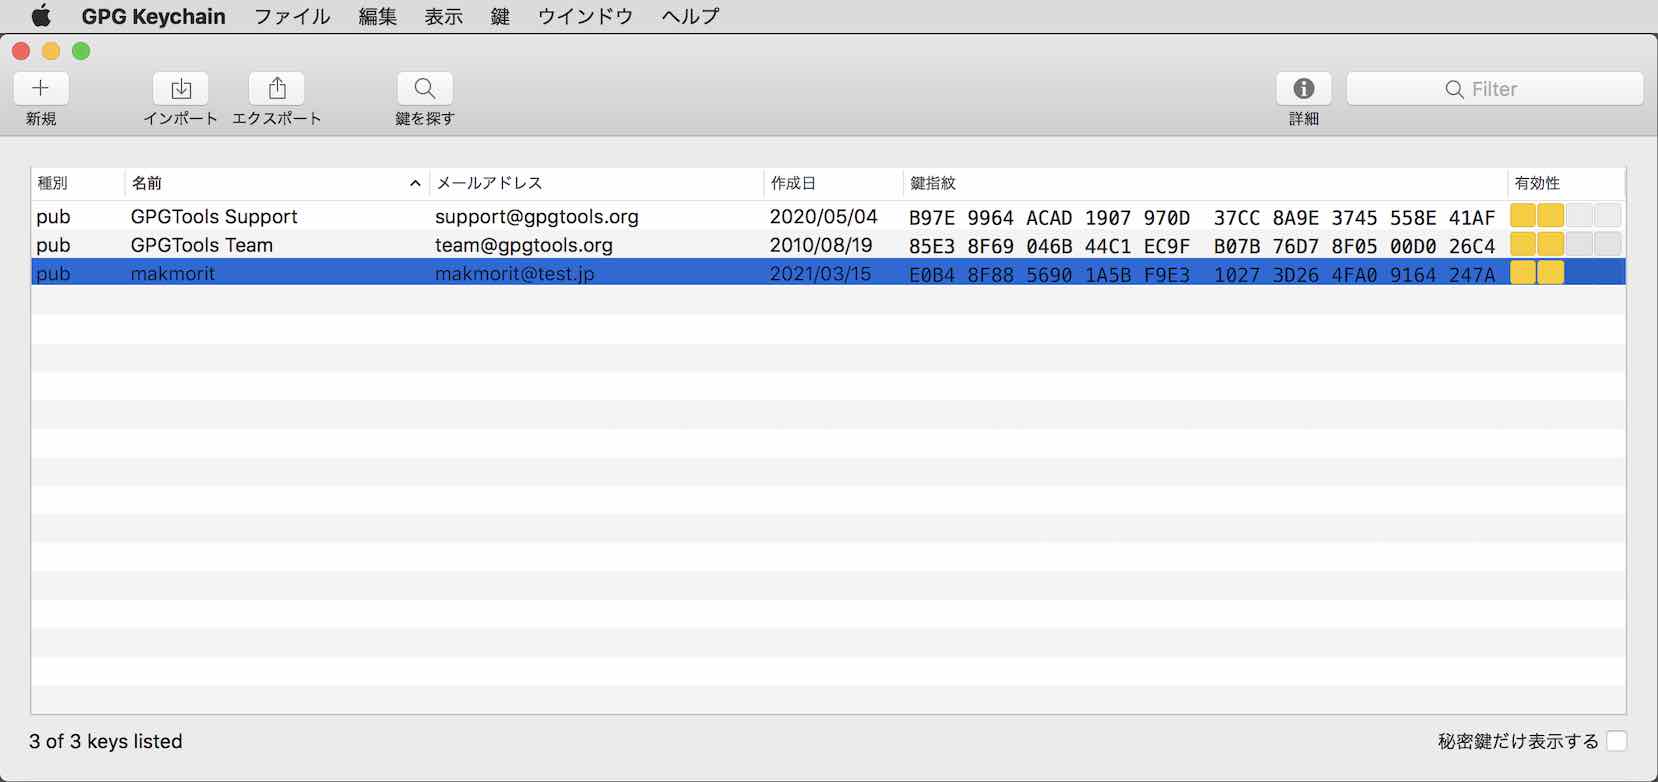 GPG Keychain ファイル 編集 表示 鍵 ウインドウ ヘルプ
Filter
新規 インポート エクスポート 鍵を探す 詳細
種別 名前 メールアドレス 作成日 鍵指紋 有効性
pub GPGTools Support support@gpgtools.org 2020/05/04 B97E 9964 ACAD 1907 970D 37CC 8A9E 3745 558E 41AF
pub GPGTools Team team@gpgtools.org 2010/08/19 85E3 8F69 046B 44C1 EC9F B07B 76D7 8F05 00D0 26C4
pub makmorit makmorit@test.jp 2021/03/15 E0B4 8F88 5690 1A5B F9E3 1027 3D26 4FA0 9164 247A
3 of 3 keys listed 秘密鍵だけ表示する